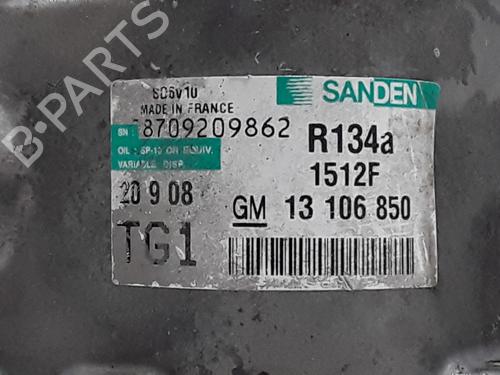 SD6V10
MADE IN FRANCE
SANDEN
SN: 8709209862
R134a
OIL : SP-10 OR EQUIV.
VARIABLE DISP.
1512F
20 9 08
GM 13 106 850
TG1